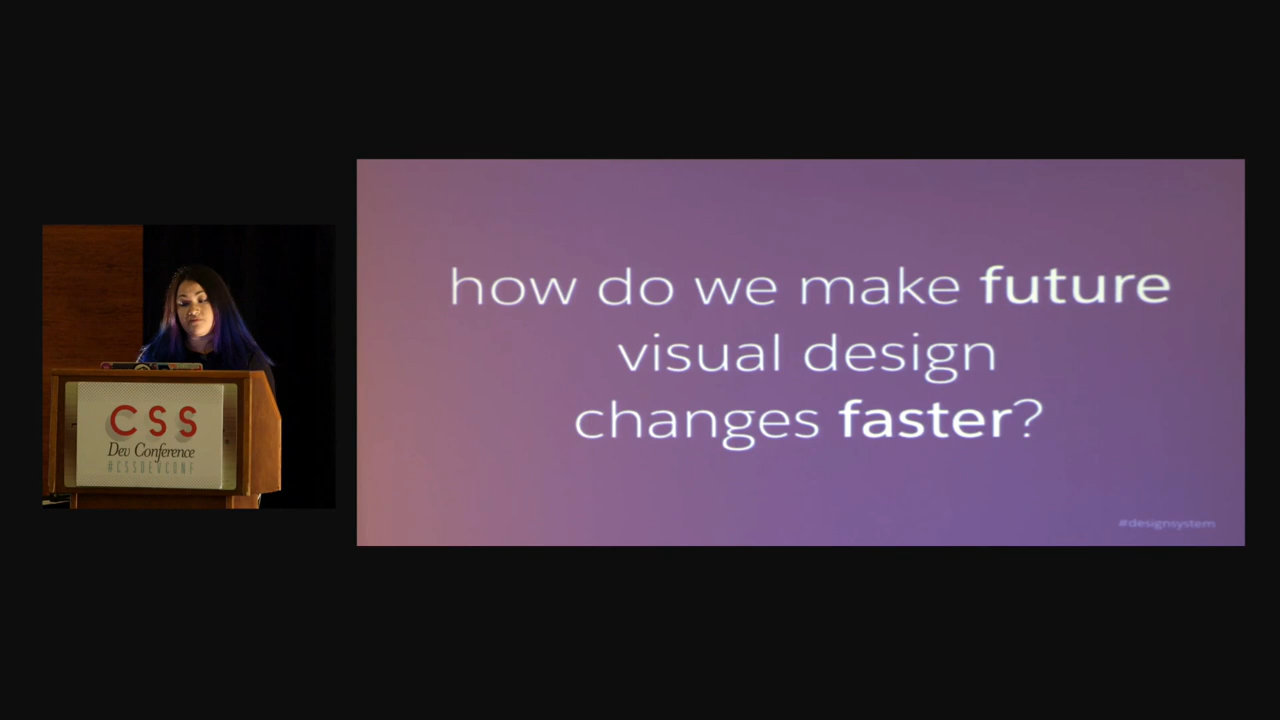 CSS
Dev Conference
#CSSDEVCONF
how do we make future
visual design
changes faster?
#designsystem